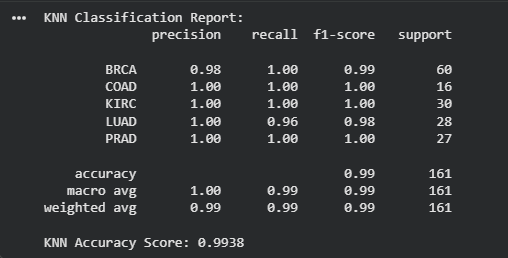 ••• KNN Classification Report:
precision recall f1-score support
BRCA 0.98 1.00 0.99 60
COAD 1.00 1.00 1.00 16
KIRC 1.00 1.00 1.00 30
LUAD 1.00 0.96 0.98 28
PRAD 1.00 1.00 1.00 27
accuracy 0.99 161
macro avg 1.00 0.99 0.99 161
weighted avg 0.99 0.99 0.99 161
KNN Accuracy Score: 0.9938